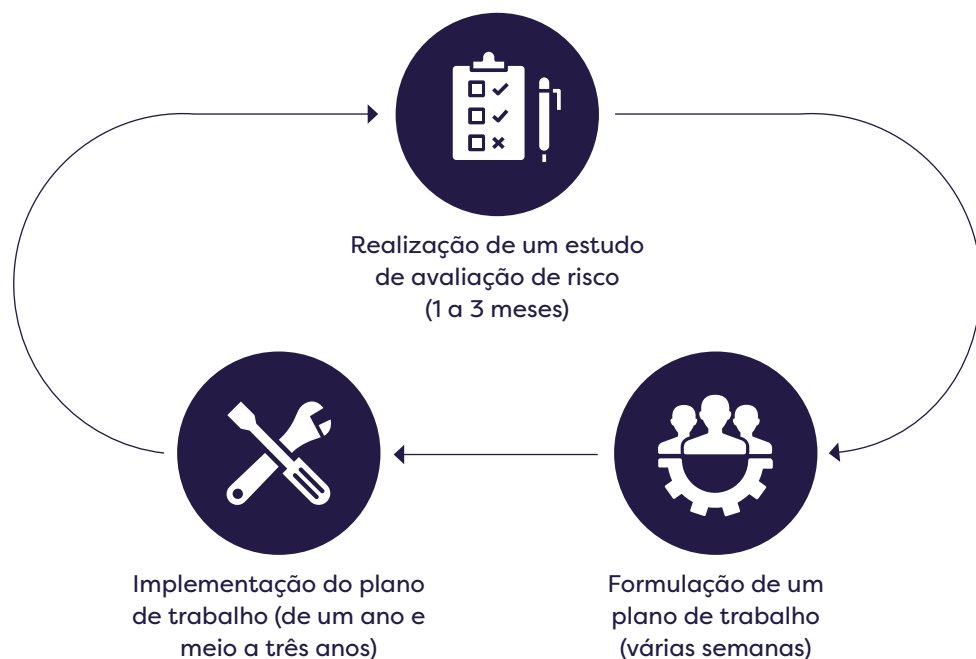 Realização de um estudo
de avaliação de risco
(1 a 3 meses)
Implementação do plano
de trabalho (de um ano e
meio a três anos)
Formulação de um
plano de trabalho
(várias semanas)